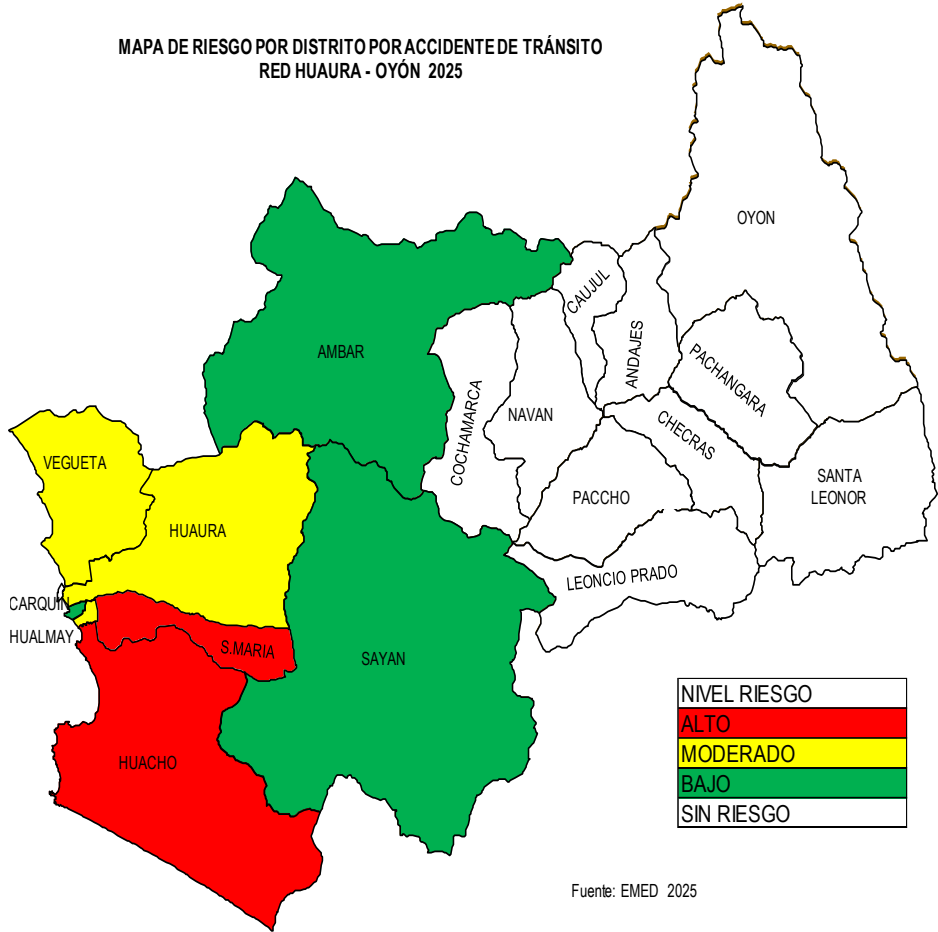 MAPA DE RIESGO POR DISTRITO POR ACCIDENTE DE TRÁNSITO
RED HUAURA - OYÓN 2025
OYON
CAUJUL
ANDAJES
PACHANGARA
AMBAR
COCHAMARCA
NAVAN
CHECRAS
VEGUETA
PACCHO
SANTA
LEONOR
HUAURA
LEONCIO PRADO
CARQUIN
HUALMAY
S.MARIA
SAYAN
HUACHO
NIVEL RIESGO
ALTO
MODERADO
BAJO
SIN RIESGO
Fuente: EMED 2025